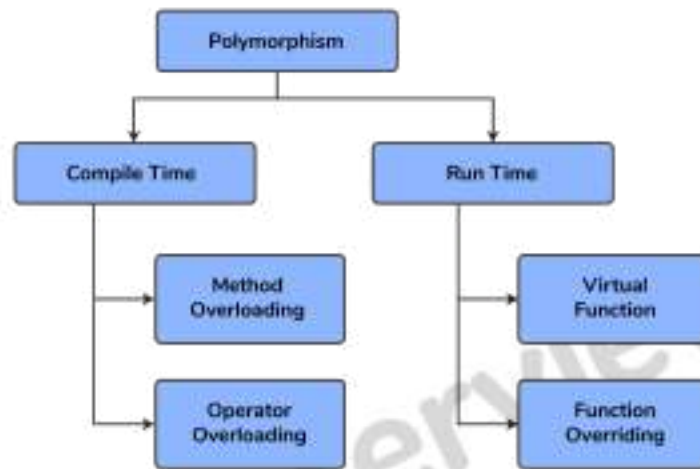 Polymorphism
Compile Time
Run Time
Method
Overloading
Virtual
Function
Operator
Overloading
Function
Overriding